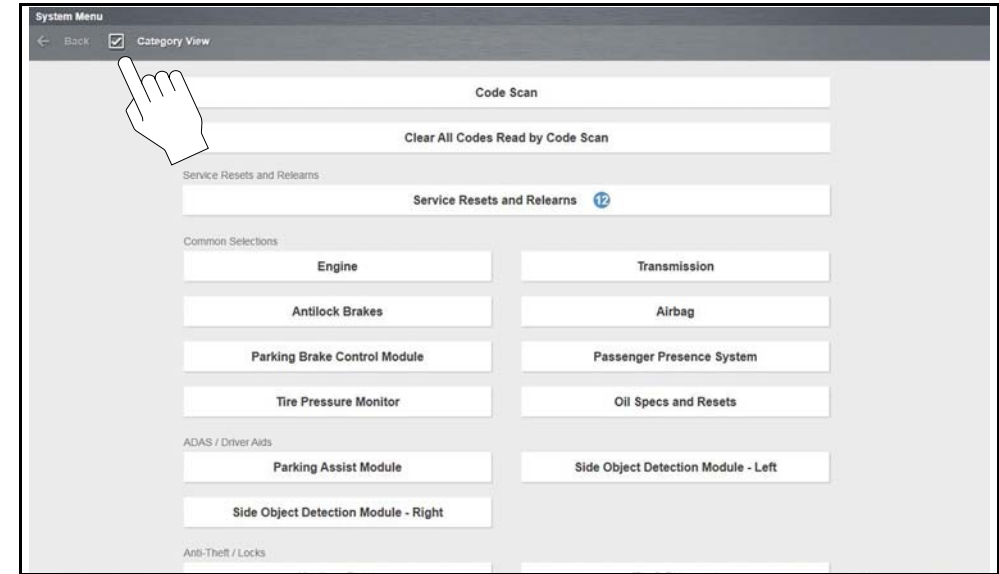 System Menu
← Back Category View
Code Scan
Clear All Codes Read by Code Scan
Service Resets and Relearns
Service Resets and Relearns 12
Common Selections
Engine Transmission
Antilock Brakes Airbag
Parking Brake Control Module Passenger Presence System
Tire Pressure Monitor Oil Specs and Resets
ADAS / Driver Aids
Parking Assist Module Side Object Detection Module - Left
Side Object Detection Module - Right
Anti-Theft / Locks